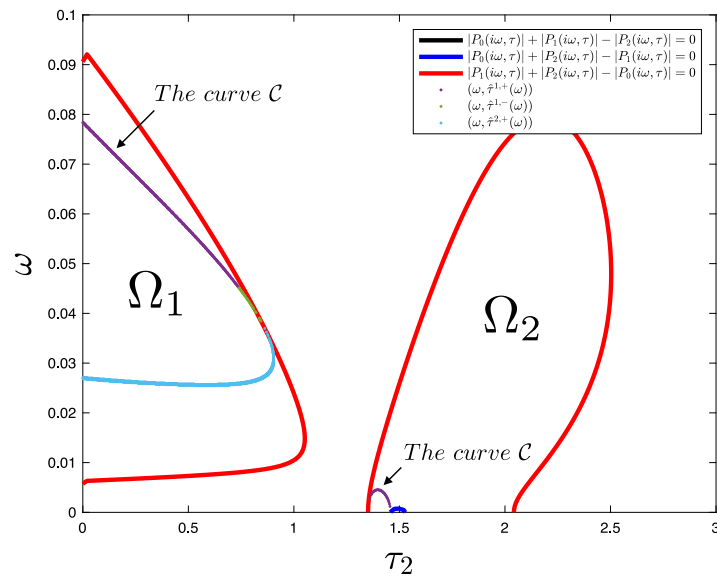 |P₀(iω, τ)| + |P₁(iω, τ)| − |P₂(iω, τ)| = 0
|P₀(iω, τ)| + |P₂(iω, τ)| − |P₁(iω, τ)| = 0
|P₁(iω, τ)| + |P₂(iω, τ)| − |P₀(iω, τ)| = 0
(ω, τ̂¹,⁺(ω))
(ω, τ̂¹,⁻(ω))
(ω, τ̂²,⁺(ω))
The curve 𝒞
Ω₁
Ω₂
The curve 𝒞
0.1
0.09
0.08
0.07
0.06
0.05
0.04
0.03
0.02
0.01
0
ω
0 0.5 1 1.5 2 2.5 3
τ₂